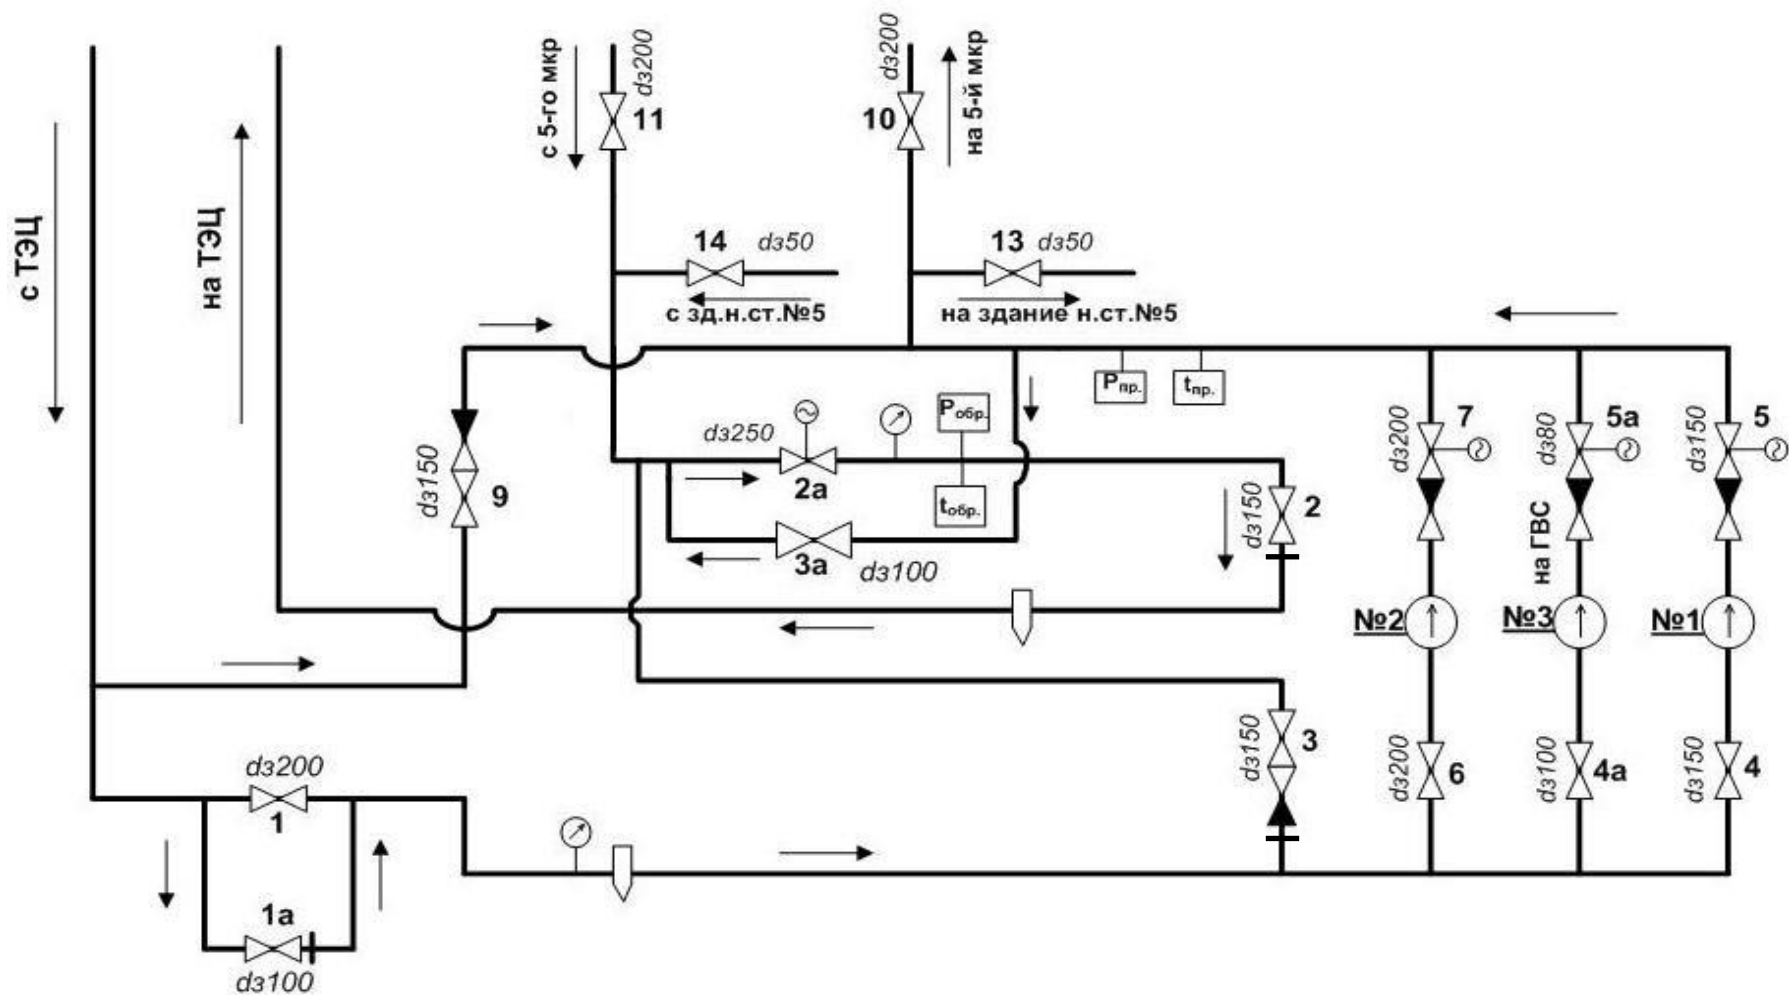 с ТЭЦ
на ТЭЦ
с 5-го мкр
dз200
11
dз200
10
на 5-й мкр
14
dз50
с зд.н.ст.№5
13
dз50
на здание н.ст.№5
Pпр.
tпр.
Pобр.
tобр.
dз250
2а
3а
dз100
dз150
9
dз150
2
dз200
7
dз80
5а
dз150
5
на ГВС
№2
№3
№1
dз150
3
dз200
6
dз100
4а
dз150
4
dз200
1
1а
dз100